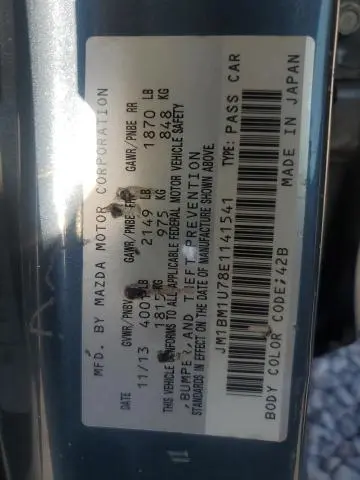 MFD. BY MAZDA MOTOR CORPORATION
GVWR/PNBV GAWR/PNBE FR GAWR/PNBE RR
DATE 4001 LB 2149 LB 1870 LB
11/13 1815 KG 975 KG 848 KG
THIS VEHICLE CONFORMS TO ALL APPLICABLE FEDERAL MOTOR VEHICLE SAFETY
, BUMPER, AND THEFT PREVENTION
STANDARDS IN EFFECT ON THE DATE OF MANUFACTURE SHOWN ABOVE.
JM1BM1U78E1141541 TYPE: PASS CAR
BODY COLOR CODE:42B MADE IN JAPAN